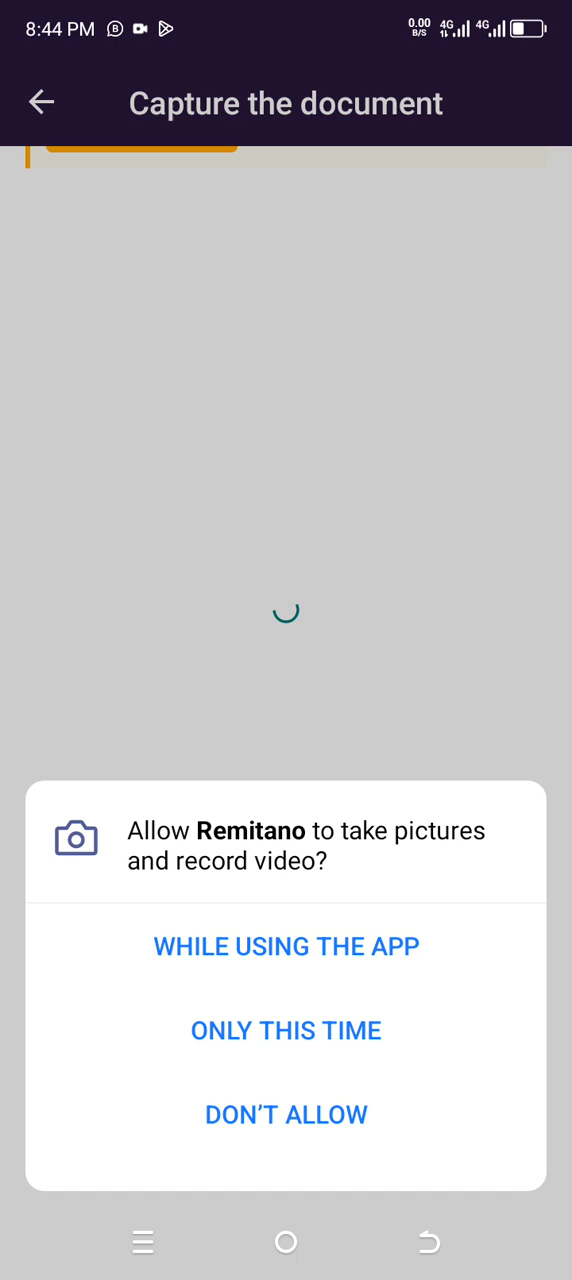 8:44 PM
0.00
B/S
4G
4G
Capture the document
Allow Remitano to take pictures
and record video?
WHILE USING THE APP
ONLY THIS TIME
DON’T ALLOW